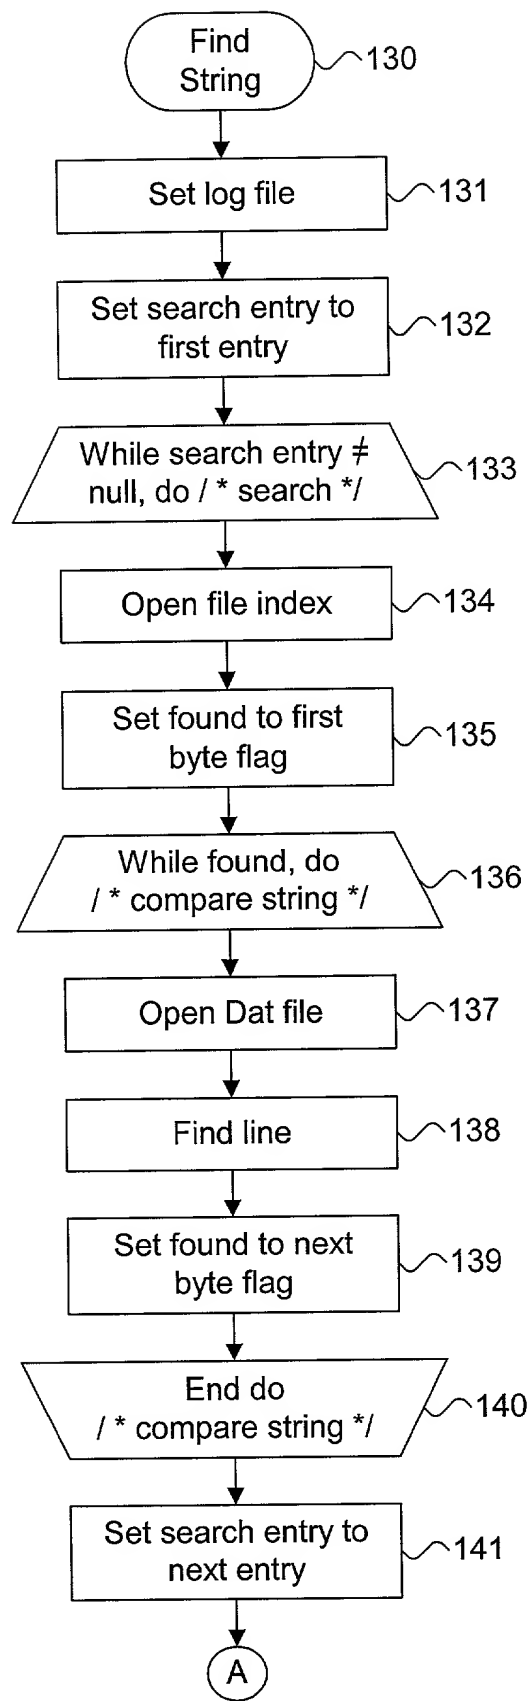 Find
String
130
Set log file
131
Set search entry to
first entry
132
While search entry ≠
null, do / * search */
133
Open file index
134
Set found to first
byte flag
135
While found, do
/ * compare string */
136
Open Dat file
137
Find line
138
Set found to next
byte flag
139
End do
/ * compare string */
140
Set search entry to
next entry
141
A